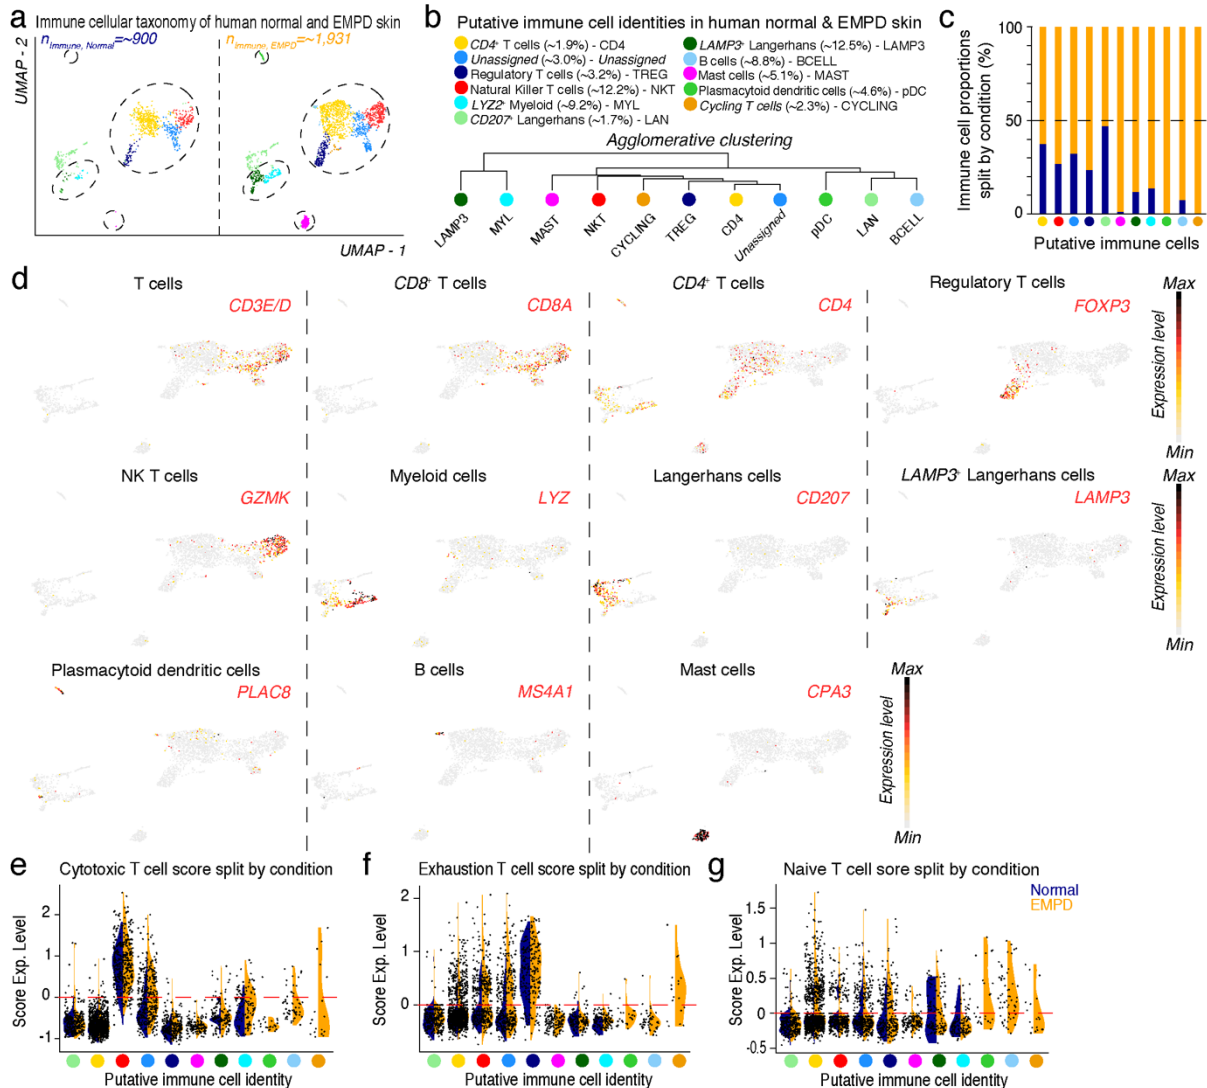 a Immune cellular taxonomy of human normal and EMPD skin
nImmune, Normal=~900
nImmune, EMPD=~1,931
UMAP - 2
UMAP - 1
b Putative immune cell identities in human normal & EMPD skin
CD4+ T cells (~1.9%) - CD4
Unassigned (~3.0%) - Unassigned
Regulatory T cells (~3.2%) - TREG
Natural Killer T cells (~12.2%) - NKT
LYZ2+ Myeloid (~9.2%) - MYL
CD207+ Langerhans (~1.7%) - LAN
LAMP3+ Langerhans (~12.5%) - LAMP3
B cells (~8.8%) - BCELL
Mast cells (~5.1%) - MAST
Plasmacytoid dendritic cells (~4.6%) - pDC
Cycling T cells (~2.3%) - CYCLING
Agglomerative clustering
LAMP3
MYL
MAST
NKT
CYCLING
TREG
CD4
Unassigned
pDC
LAN
BCELL
c
Immune cell proportions
split by condition (%)
100
50
0
Putative immune cells
d
T cells
CD3E/D
CD8+ T cells
CD8A
CD4+ T cells
CD4
Regulatory T cells
FOXP3
Max
Expression level
Min
NK T cells
GZMK
Myeloid cells
LYZ
Langerhans cells
CD207
LAMP3+ Langerhans cells
LAMP3
Max
Expression level
Min
Plasmacytoid dendritic cells
PLAC8
B cells
MS4A1
Mast cells
CPA3
Max
Expression level
Min
e Cytotoxic T cell score split by condition
Score Exp. Level
2
1
0
-1
Putative immune cell identity
f Exhaustion T cell score split by condition
Score Exp. Level
2
1
0
Putative immune cell identity
g Naive T cell sore split by condition
Normal
EMPD
Score Exp. Level
1.5
1
0.5
0
-0.5
Putative immune cell identity